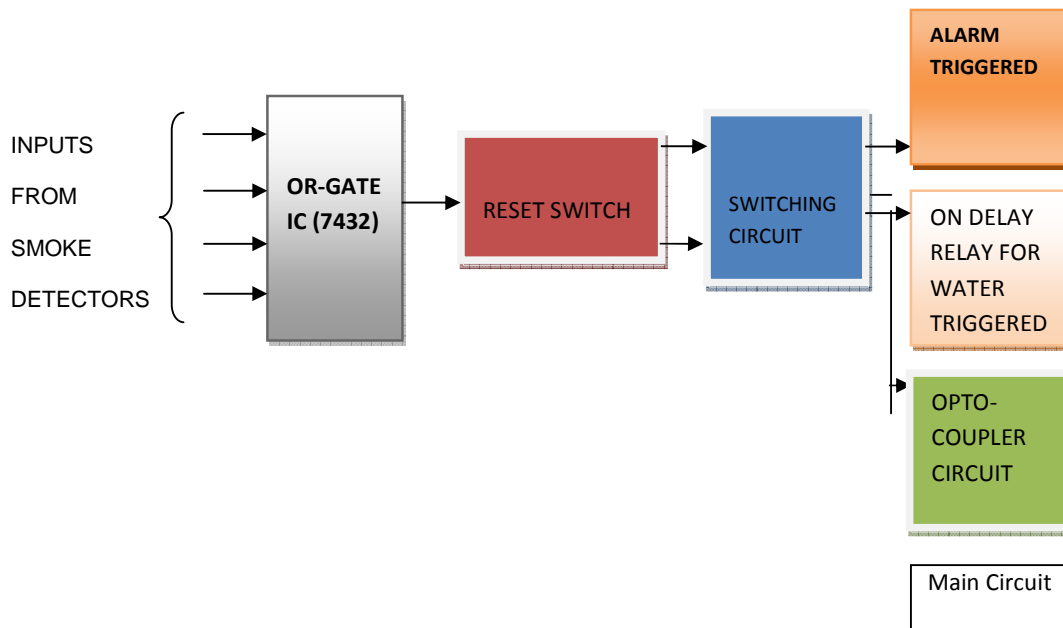 INPUTS
FROM
SMOKE
DETECTORS
OR-GATE
IC (7432)
RESET SWITCH
SWITCHING
CIRCUIT
ALARM
TRIGGERED
ON DELAY
RELAY FOR
WATER
TRIGGERED
OPTO-
COUPLER
CIRCUIT
Main Circuit